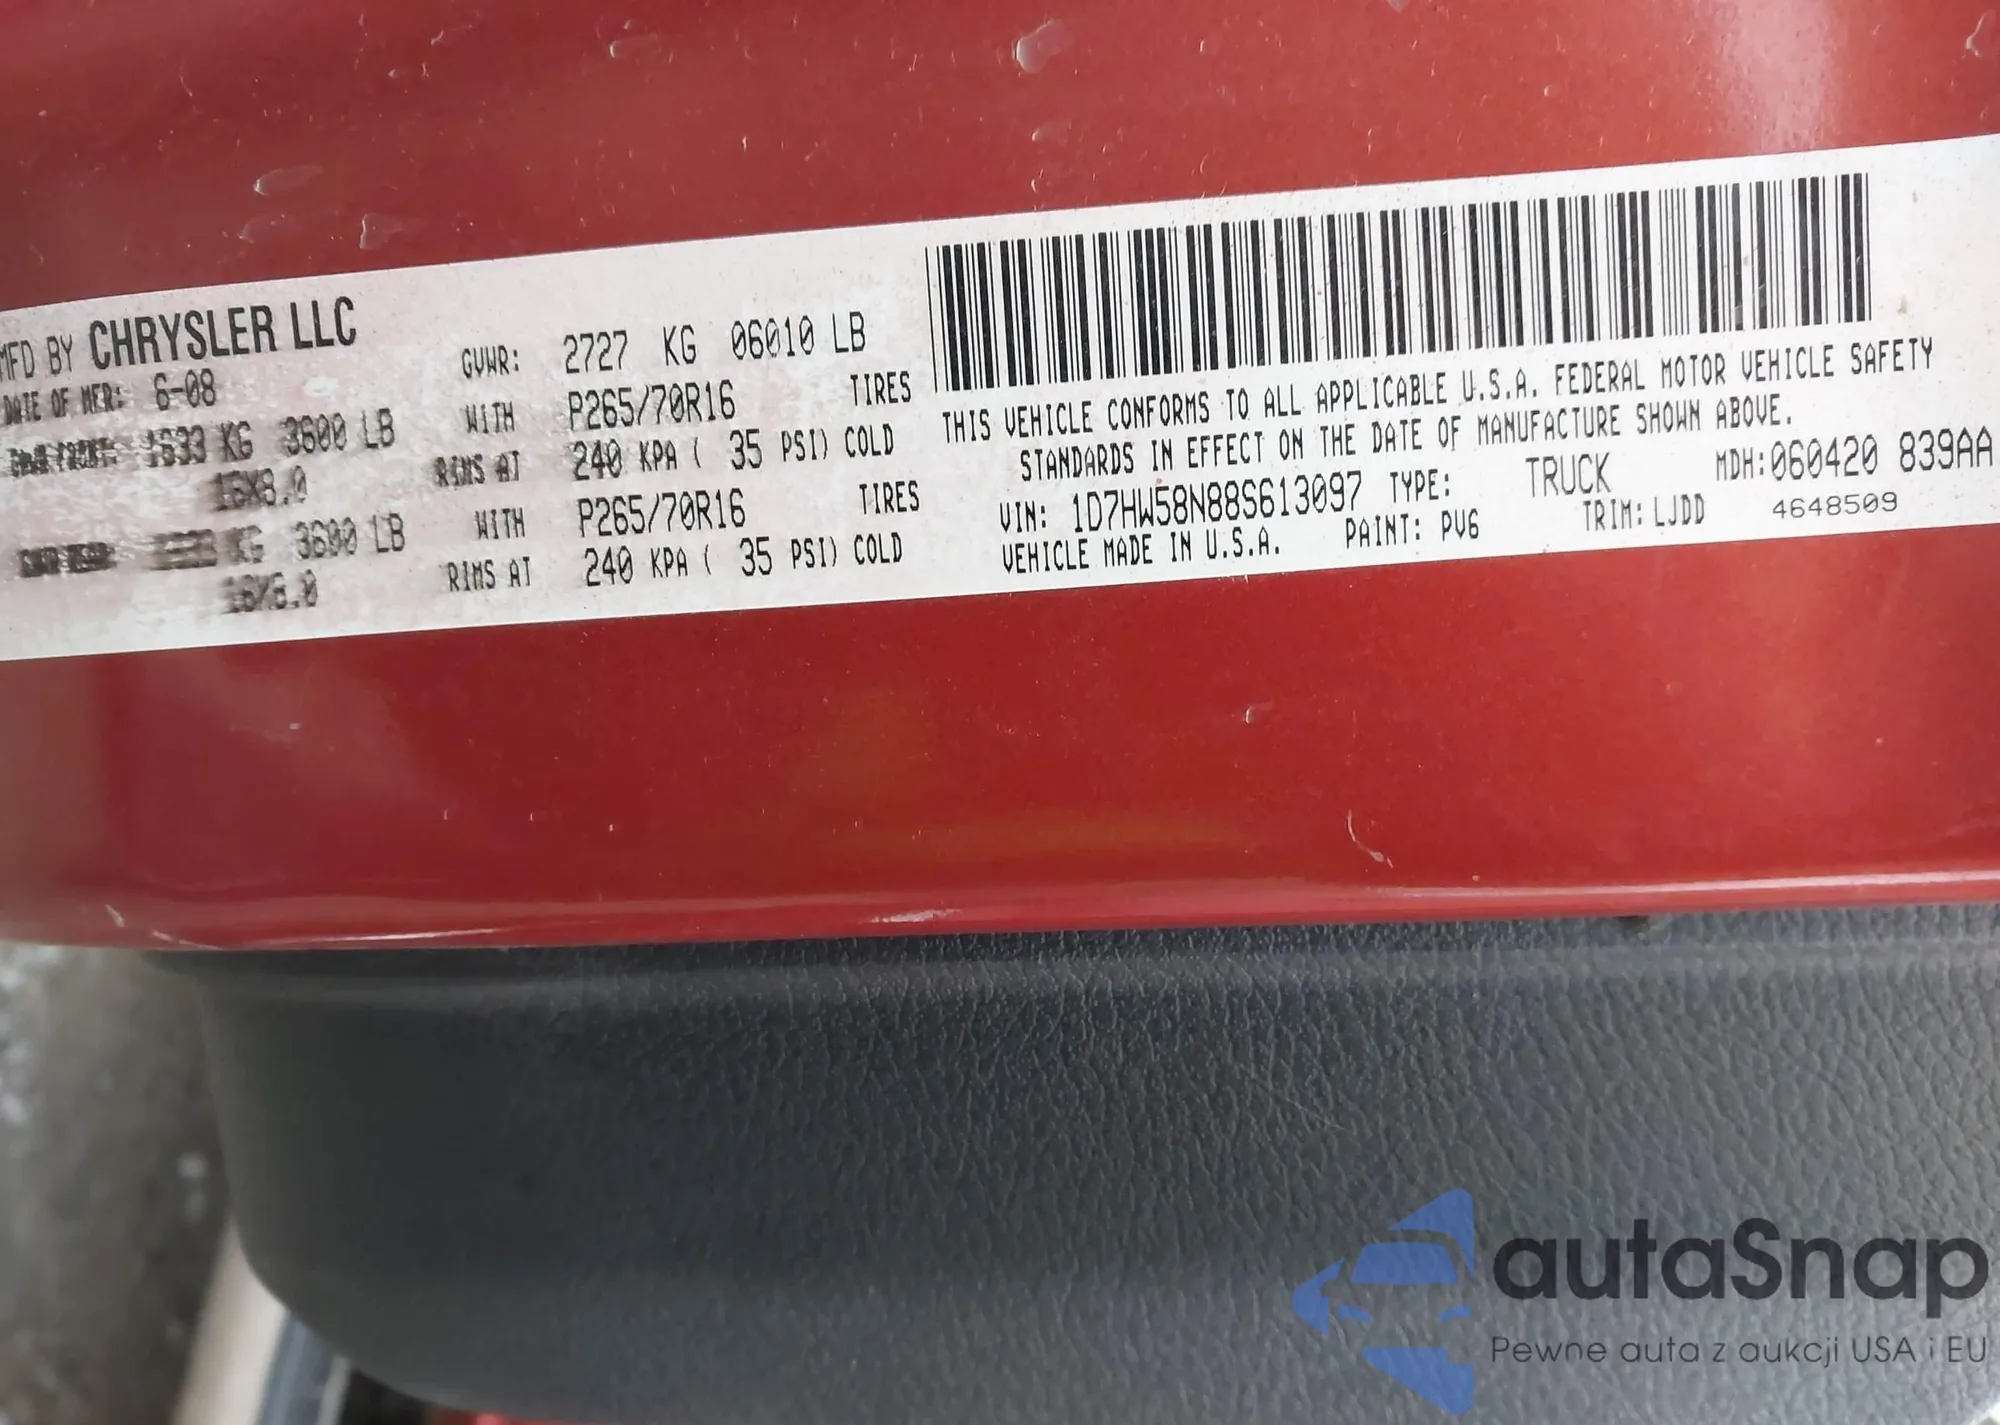 MFD BY CHRYSLER LLC
DATE OF MFR: 6-08
GVWR: 2727 KG 06010 LB
1633 KG 3600 LB WITH P265/70R16 TIRES
16X8.0 RIMS AT 240 KPA ( 35 PSI) COLD
KG 3600 LB WITH P265/70R16 TIRES
RIMS AT 240 KPA ( 35 PSI) COLD
THIS VEHICLE CONFORMS TO ALL APPLICABLE U.S.A. FEDERAL MOTOR VEHICLE SAFETY
STANDARDS IN EFFECT ON THE DATE OF MANUFACTURE SHOWN ABOVE.
MDH:060420 839AA
VIN: 1D7HW58N88S613097 TYPE: TRUCK
4648509
VEHICLE MADE IN U.S.A. PAINT: PV6 TRIM: LJDD
autaSnap
Pewne auta z aukcji USA i EU